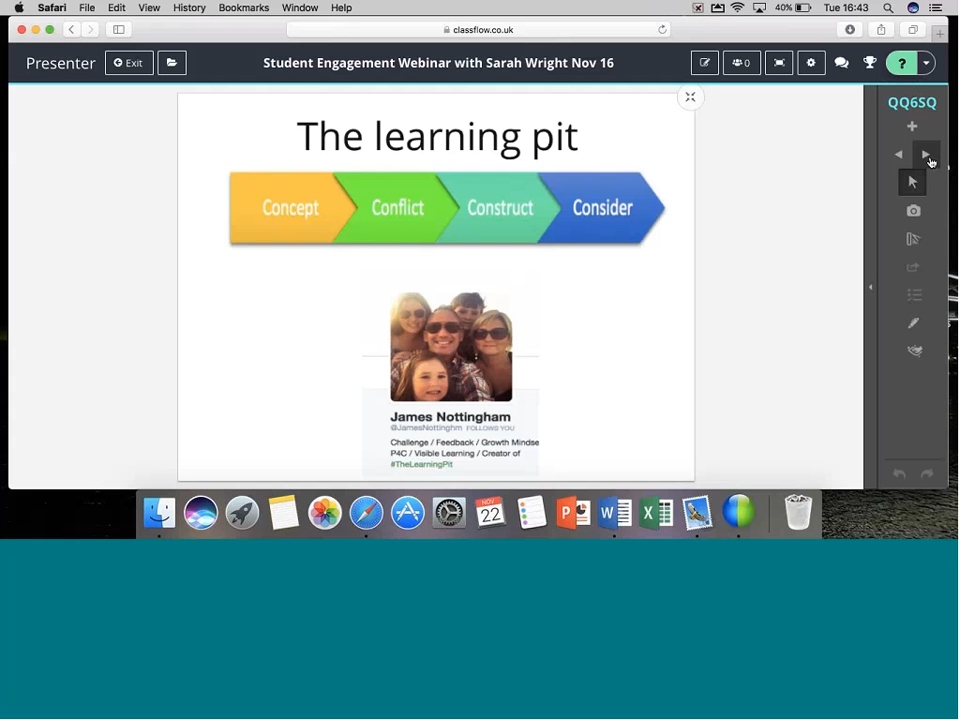 Safari File Edit View History Bookmarks Window Help 40% Tue 16:43
classflow.co.uk
Presenter Exit Student Engagement Webinar with Sarah Wright Nov 16 0 ?
QQ6SQ
The learning pit
Concept Conflict Construct Consider
James Nottingham
@JamesNottinghm FOLLOWS YOU
Challenge / Feedback / Growth Mindse
P4C / Visible Learning / Creator of
#TheLearningPit
NOV
22
P W X